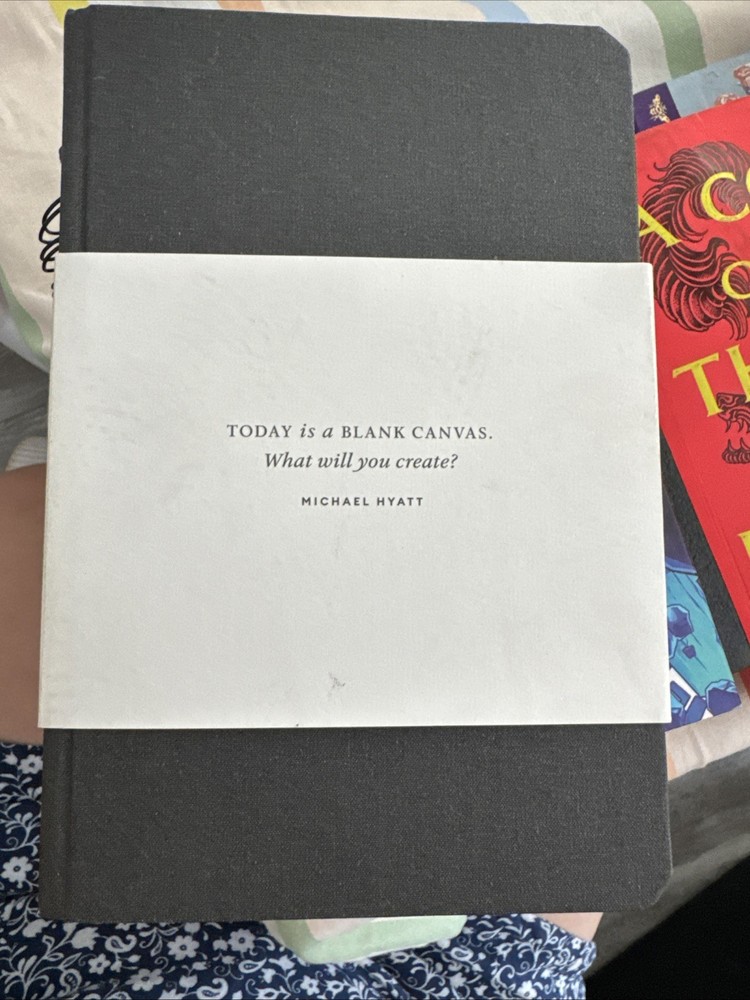 TODAY is a BLANK CANVAS.
What will you create?
MICHAEL HYATT
A